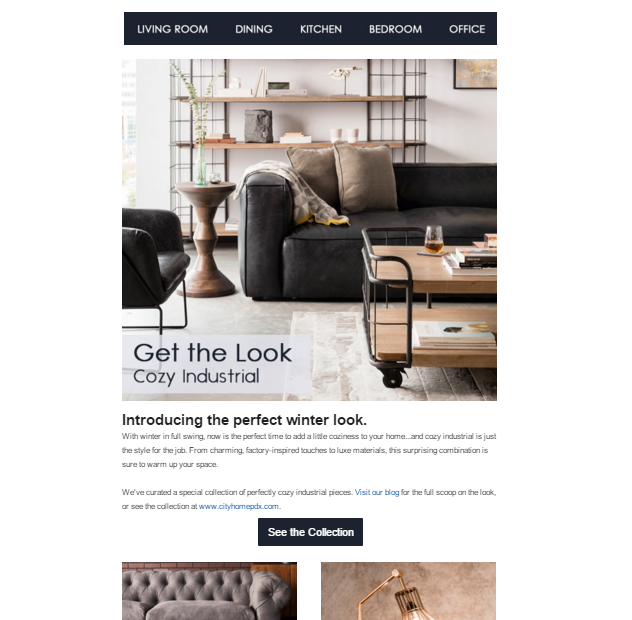 LIVING ROOM DINING KITCHEN BEDROOM OFFICE
Get the Look
Cozy Industrial
Introducing the perfect winter look.
With winter in full swing, now is the perfect time to add a little coziness to your home...and cozy industrial is just
the style for the job. From charming, factory-inspired touches to luxe materials, this surprising combination is
sure to warm up your space.
We've curated a special collection of perfectly cozy industrial pieces. Visit our blog for the full scoop on the look,
or see the collection at www.cityhomepdx.com.
See the Collection